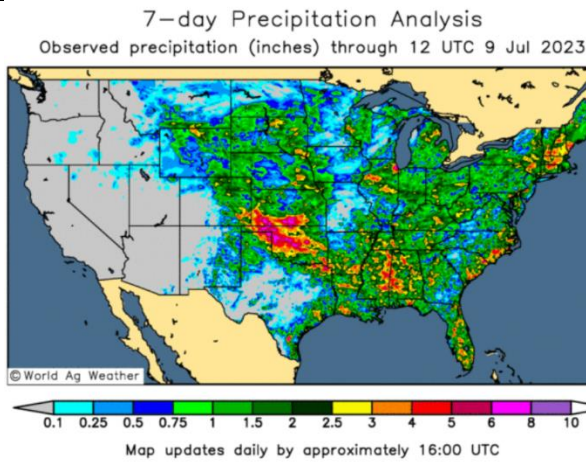 7-day Precipitation Analysis
Observed precipitation (inches) through 12 UTC 9 Jul 2023
© World Ag Weather
0.1 0.25 0.5 0.75 1 1.5 2 2.5 3 4 5 6 8 10
Map updates daily by approximately 16:00 UTC